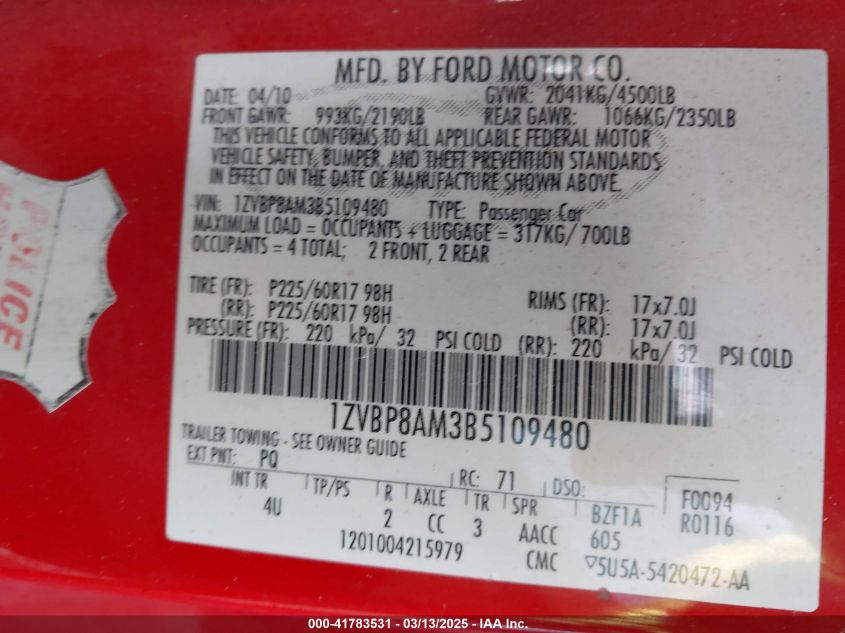 MFD. BY FORD MOTOR CO.
DATE: 04/10 GVWR: 2041KG/4500LB
FRONT GAWR: 993KG/2190LB REAR GAWR: 1066KG/2350LB
THIS VEHICLE CONFORMS TO ALL APPLICABLE FEDERAL MOTOR
VEHICLE SAFETY, BUMPER, AND THEFT PREVENTION STANDARDS
IN EFFECT ON THE DATE OF MANUFACTURE SHOWN ABOVE.
VIN: 1ZVBP8AM3B5109480 TYPE: Passenger Car
MAXIMUM LOAD = OCCUPANTS + LUGGAGE = 317KG/700LB
OCCUPANTS = 4 TOTAL; 2 FRONT, 2 REAR
TIRE (FR): P225/60R17 98H RIMS (FR): 17x7.0J
(RR): P225/60R17 98H (RR): 17x7.0J
PRESSURE (FR): 220 kPa/ 32 PSI COLD (RR): 220 kPa/ 32 PSI COLD
1ZVBP8AM3B5109480
TRAILER TOWING - SEE OWNER GUIDE
EXT PNT: PQ RC: 71 DSO: F0094
INT TR TP/PS R AXLE TR SPR BZF1A R0116
4U 2 CC 3 AACC 605
1201004215979 CMC ▽5U5A-5420472-AA
POLICE
000-41783531 - 03/13/2025 - IAA Inc.